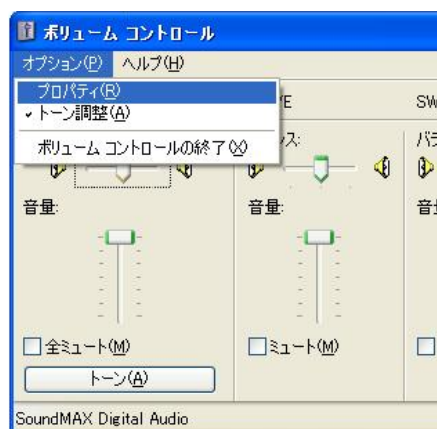 ボリューム コントロール
オプション(P) ヘルプ(H)
プロパティ(R)
トーン調整(A)
ボリューム コントロールの終了(X)
音量:
音量:
全ミュート(M)
ミュート(M)
トーン(A)
SoundMAX Digital Audio